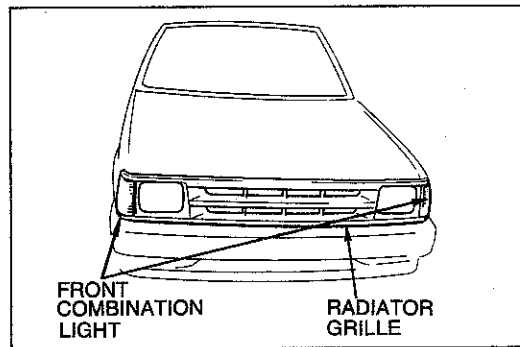 FRONT
COMBINATION
LIGHT
RADIATOR
GRILLE